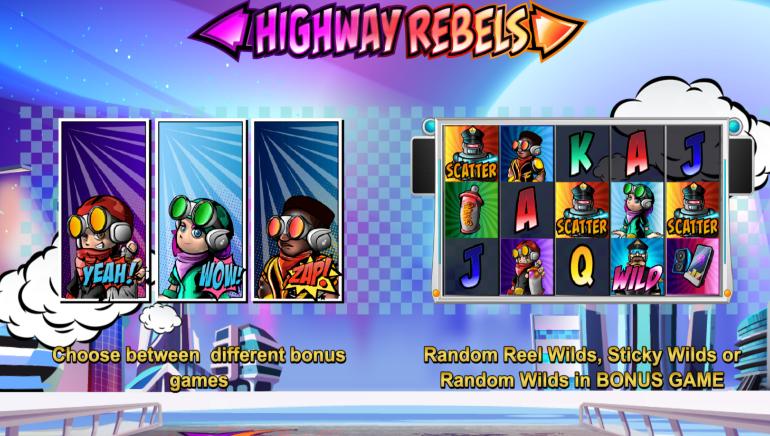 HIGHWAY REBELS
YEAH!
WOW!
ZAP!
SCATTER
K
A
J
A
SCATTER
SCATTER
J
Q
WILD
Choose between different bonus
games
Random Reel Wilds, Sticky Wilds or
Random Wilds in BONUS GAME